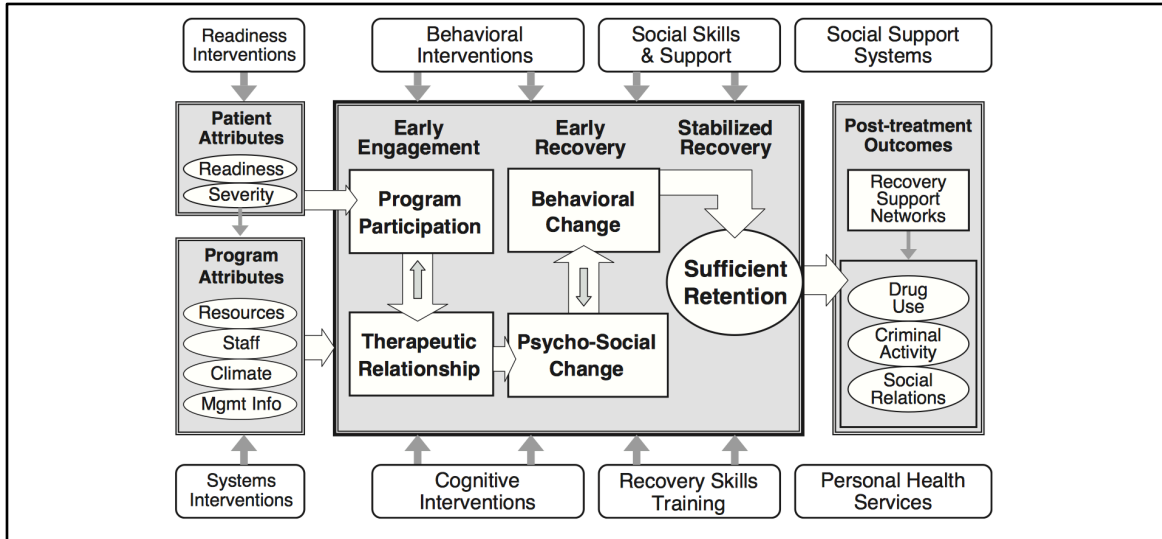 Readiness
Interventions
Behavioral
Interventions
Social Skills
& Support
Social Support
Systems
Patient
Attributes
Readiness
Severity
Program
Attributes
Resources
Staff
Climate
Mgmt Info
Early
Engagement
Early
Recovery
Stabilized
Recovery
Program
Participation
Behavioral
Change
Therapeutic
Relationship
Psycho-Social
Change
Sufficient
Retention
Post-treatment
Outcomes
Recovery
Support
Networks
Drug
Use
Criminal
Activity
Social
Relations
Systems
Interventions
Cognitive
Interventions
Recovery Skills
Training
Personal Health
Services